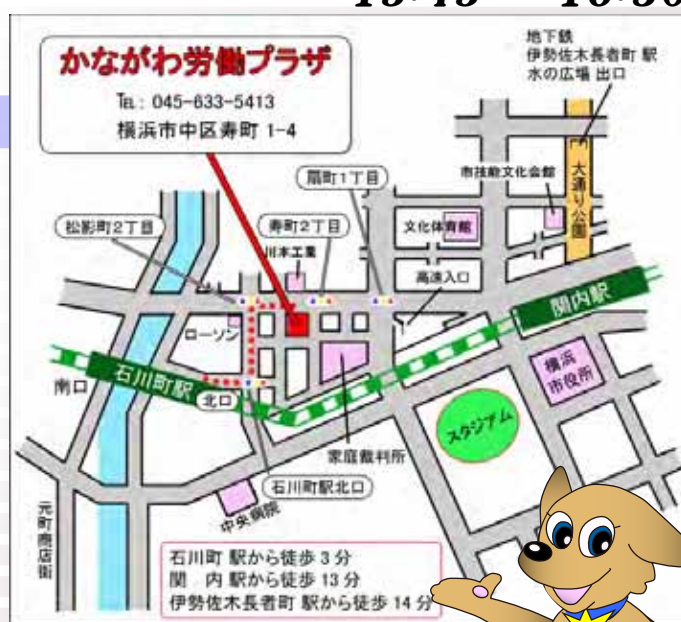 かながわ労働プラザ
TEL: 045-633-5413
横浜市中区寿町 1-4
地下鉄
伊勢佐木長者町 駅
水の広場 出口
扇町1丁目
市技能文化会館
大通り公園
松影町2丁目
寿町2丁目
文化体育館
川本工業
高速入口
関内駅
ローソン
石川町駅
南口
北口
横浜
市役所
スタジアム
家庭裁判所
石川町駅北口
中央病院
元町商店街
石川町 駅から徒歩 3 分
関 内 駅から徒歩 13 分
伊勢佐木長者町 駅から徒歩 14 分